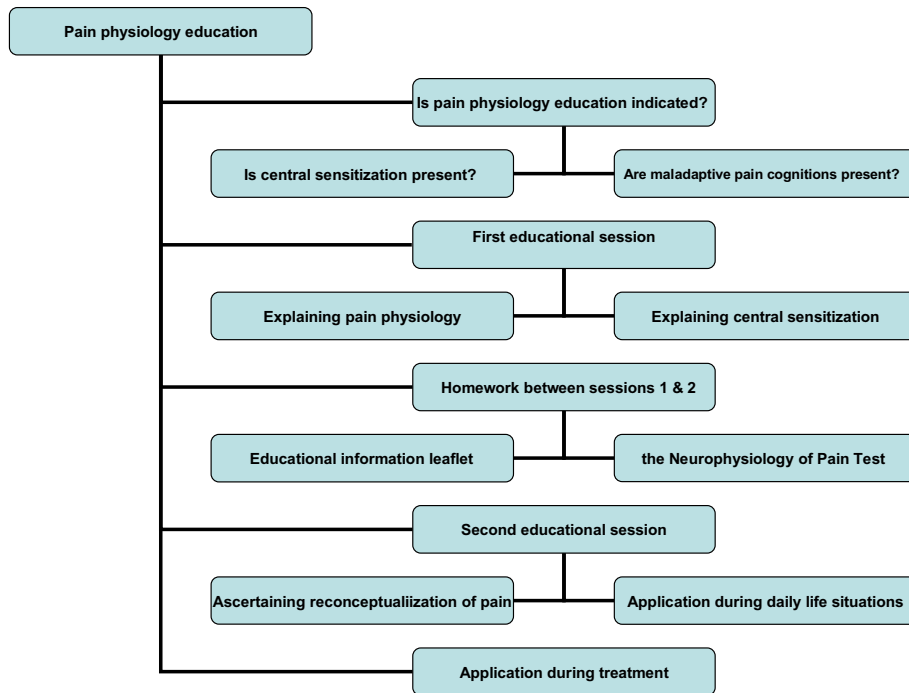 Pain physiology education
Is pain physiology education indicated?
Is central sensitization present?
Are maladaptive pain cognitions present?
First educational session
Explaining pain physiology
Explaining central sensitization
Homework between sessions 1 & 2
Educational information leaflet
the Neurophysiology of Pain Test
Second educational session
Ascertaining reconceptualiization of pain
Application during daily life situations
Application during treatment